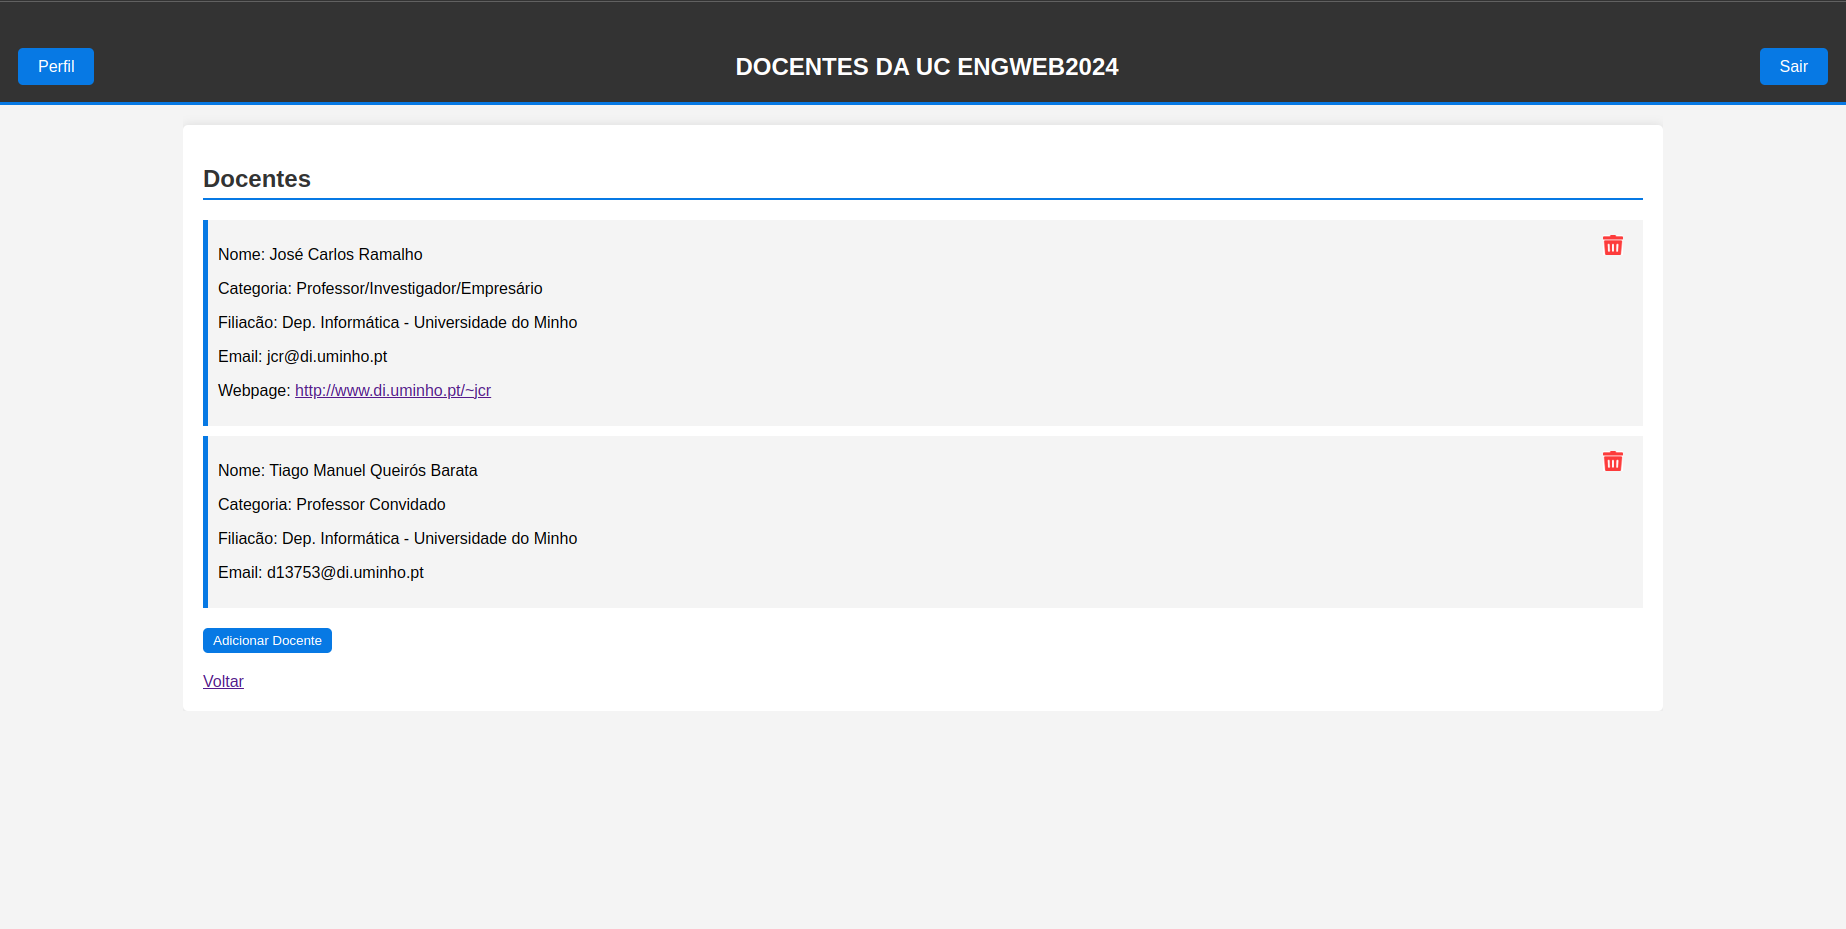 Perfil
DOCENTES DA UC ENGWEB2024
Sair
Docentes
Nome: José Carlos Ramalho
Categoria: Professor/Investigador/Empresário
Filiacão: Dep. Informática - Universidade do Minho
Email: jcr@di.uminho.pt
Webpage: http://www.di.uminho.pt/~jcr
Nome: Tiago Manuel Queirós Barata
Categoria: Professor Convidado
Filiacão: Dep. Informática - Universidade do Minho
Email: d13753@di.uminho.pt
Adicionar Docente
Voltar